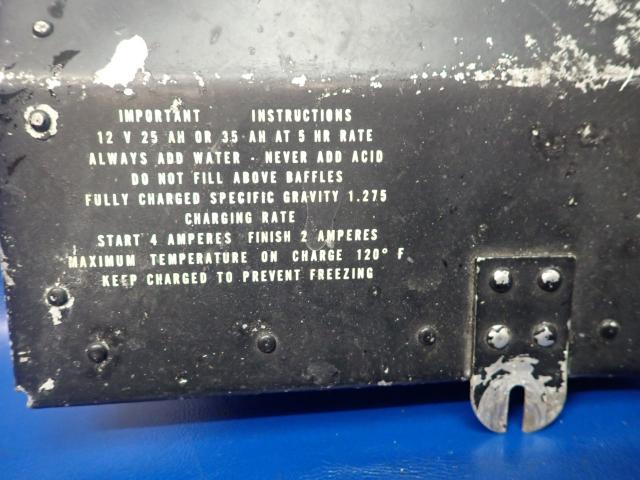 IMPORTANT INSTRUCTIONS
12 V 25 AH OR 35 AH AT 5 HR RATE
ALWAYS ADD WATER - NEVER ADD ACID
DO NOT FILL ABOVE BAFFLES
FULLY CHARGED SPECIFIC GRAVITY 1.275
CHARGING RATE
START 4 AMPERES FINISH 2 AMPERES
MAXIMUM TEMPERATURE ON CHARGE 120° F
KEEP CHARGED TO PREVENT FREEZING